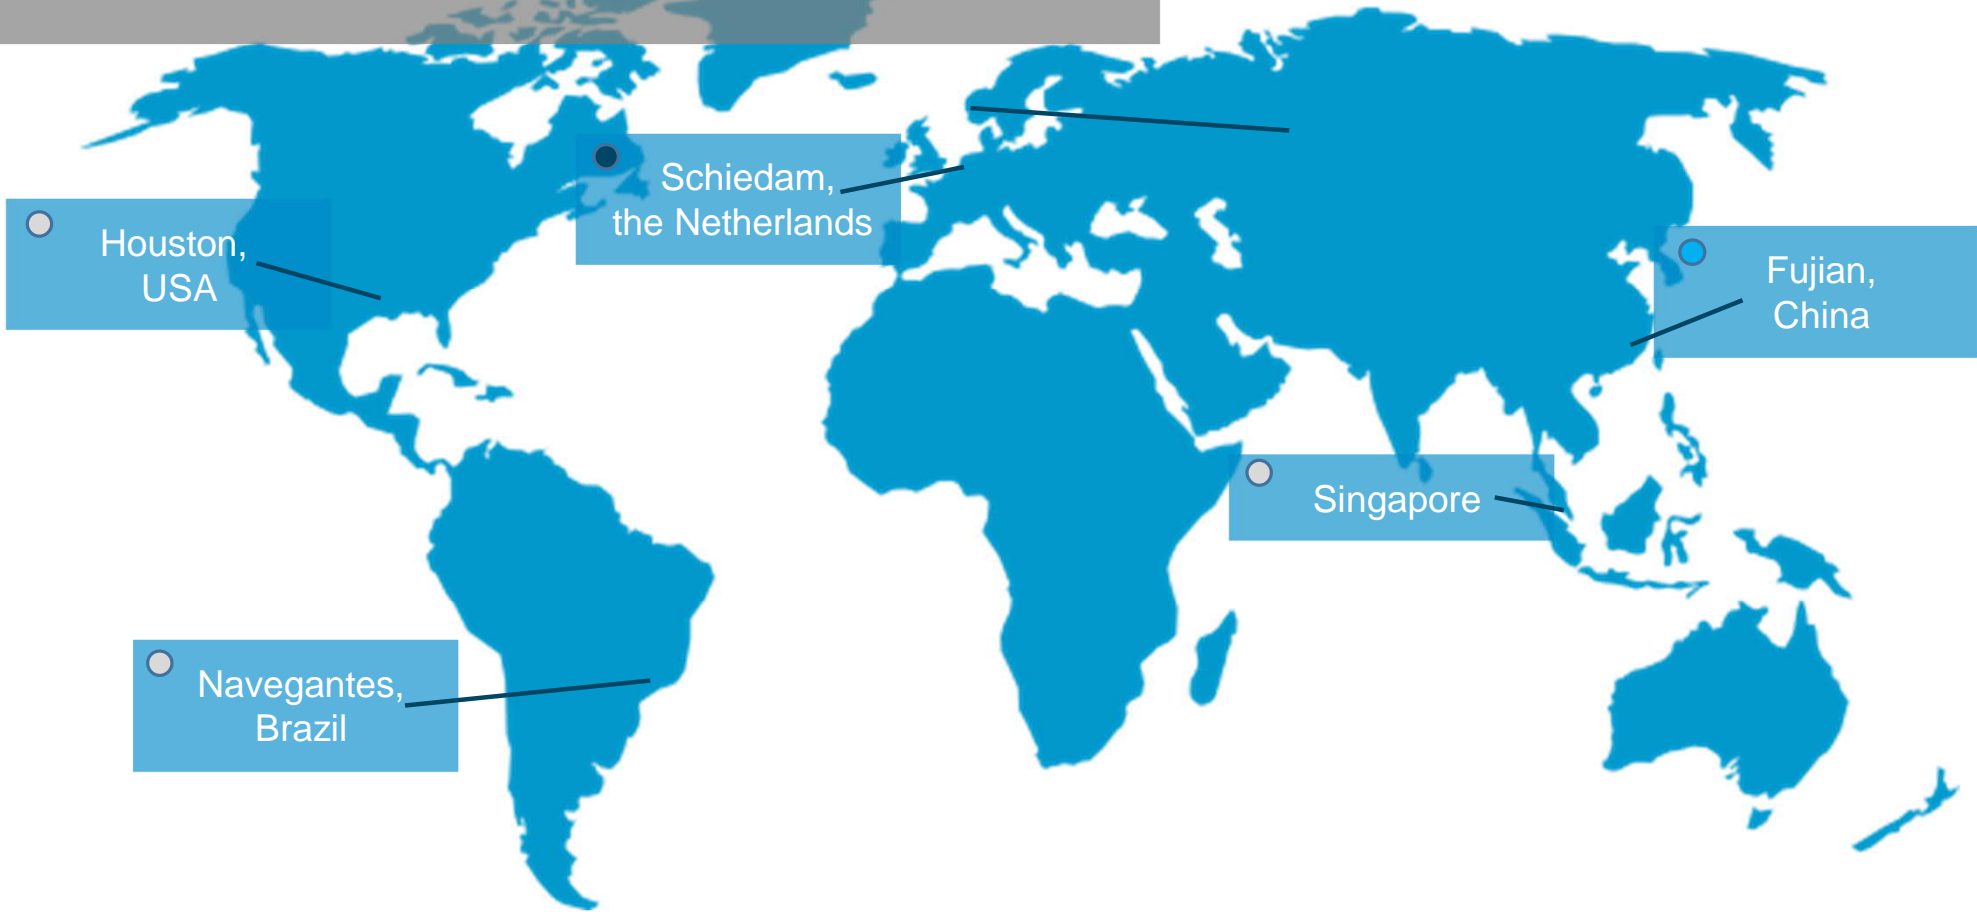 Schiedam,
the Netherlands
Houston,
USA
Fujian,
China
Singapore
Navegantes,
Brazil